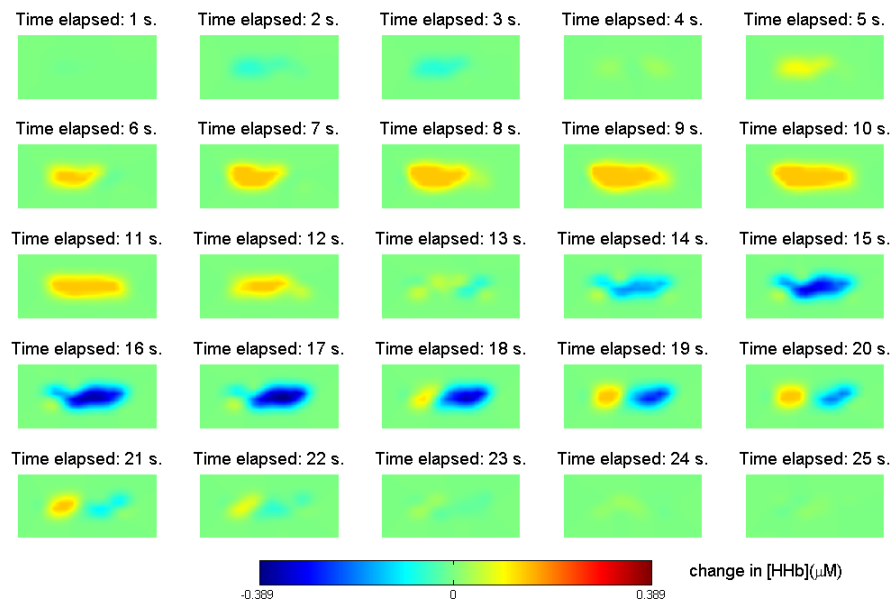 Time elapsed: 1 s.
Time elapsed: 2 s.
Time elapsed: 3 s.
Time elapsed: 4 s.
Time elapsed: 5 s.
Time elapsed: 6 s.
Time elapsed: 7 s.
Time elapsed: 8 s.
Time elapsed: 9 s.
Time elapsed: 10 s.
Time elapsed: 11 s.
Time elapsed: 12 s.
Time elapsed: 13 s.
Time elapsed: 14 s.
Time elapsed: 15 s.
Time elapsed: 16 s.
Time elapsed: 17 s.
Time elapsed: 18 s.
Time elapsed: 19 s.
Time elapsed: 20 s.
Time elapsed: 21 s.
Time elapsed: 22 s.
Time elapsed: 23 s.
Time elapsed: 24 s.
Time elapsed: 25 s.
change in [HHb](μM)
-0.389 0 0.389